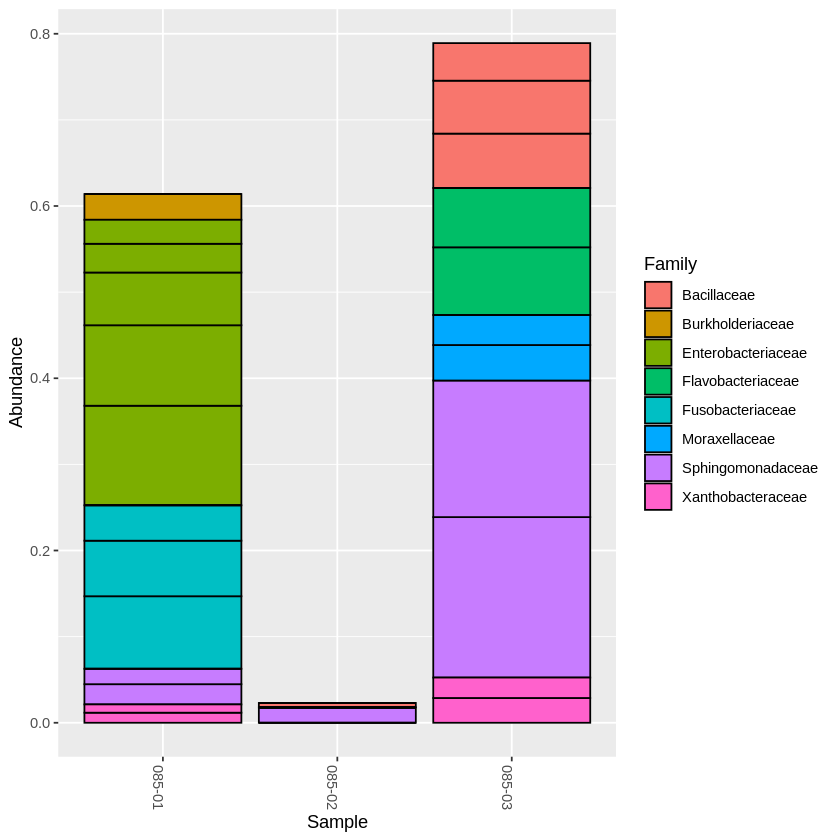 0.8
0.6
0.4
0.2
0.0
Abundance
085-01
085-02
085-03
Sample
Family
Bacillaceae
Burkholderiaceae
Enterobacteriaceae
Flavobacteriaceae
Fusobacteriaceae
Moraxellaceae
Sphingomonadaceae
Xanthobacteraceae